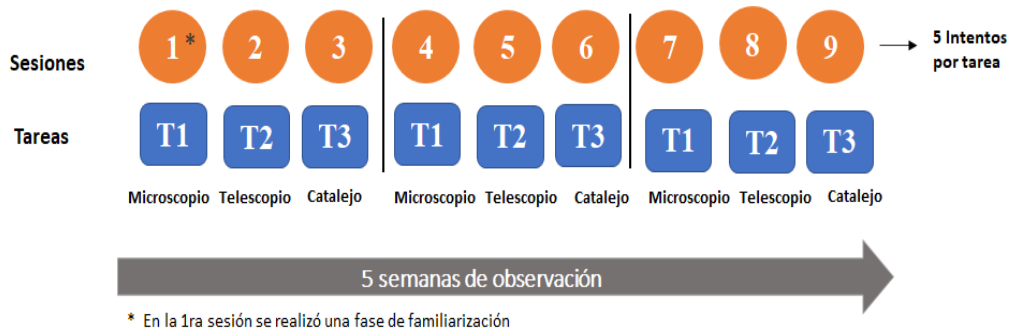 Sesiones 1* 2 3 4 5 6 7 8 9 5 Intentos
por tarea
Tareas T1 T2 T3 T1 T2 T3 T1 T2 T3
Microscopio Telescopio Catalejo Microscopio Telescopio Catalejo Microscopio Telescopio Catalejo
5 semanas de observación
* En la 1ra sesión se realizó una fase de familiarización